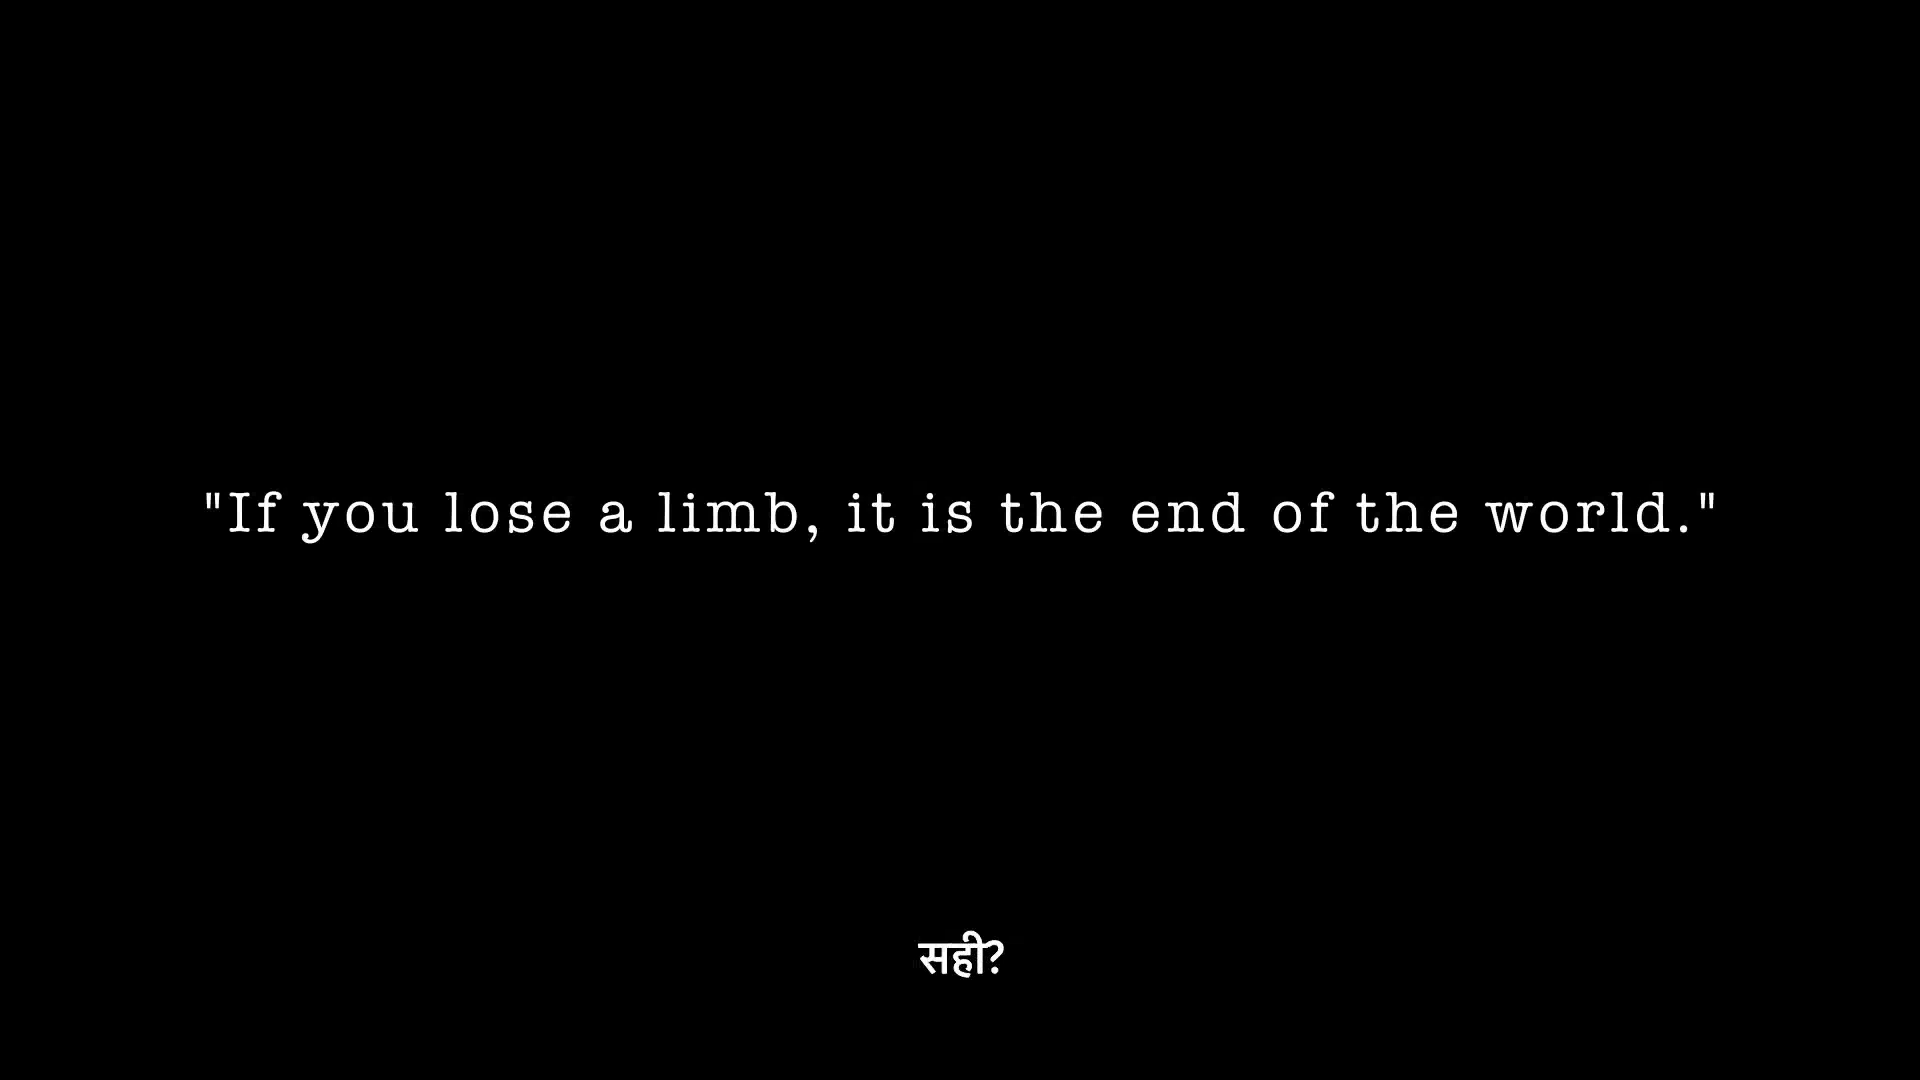 "If you lose a limb, it is the end of the world."
सही?